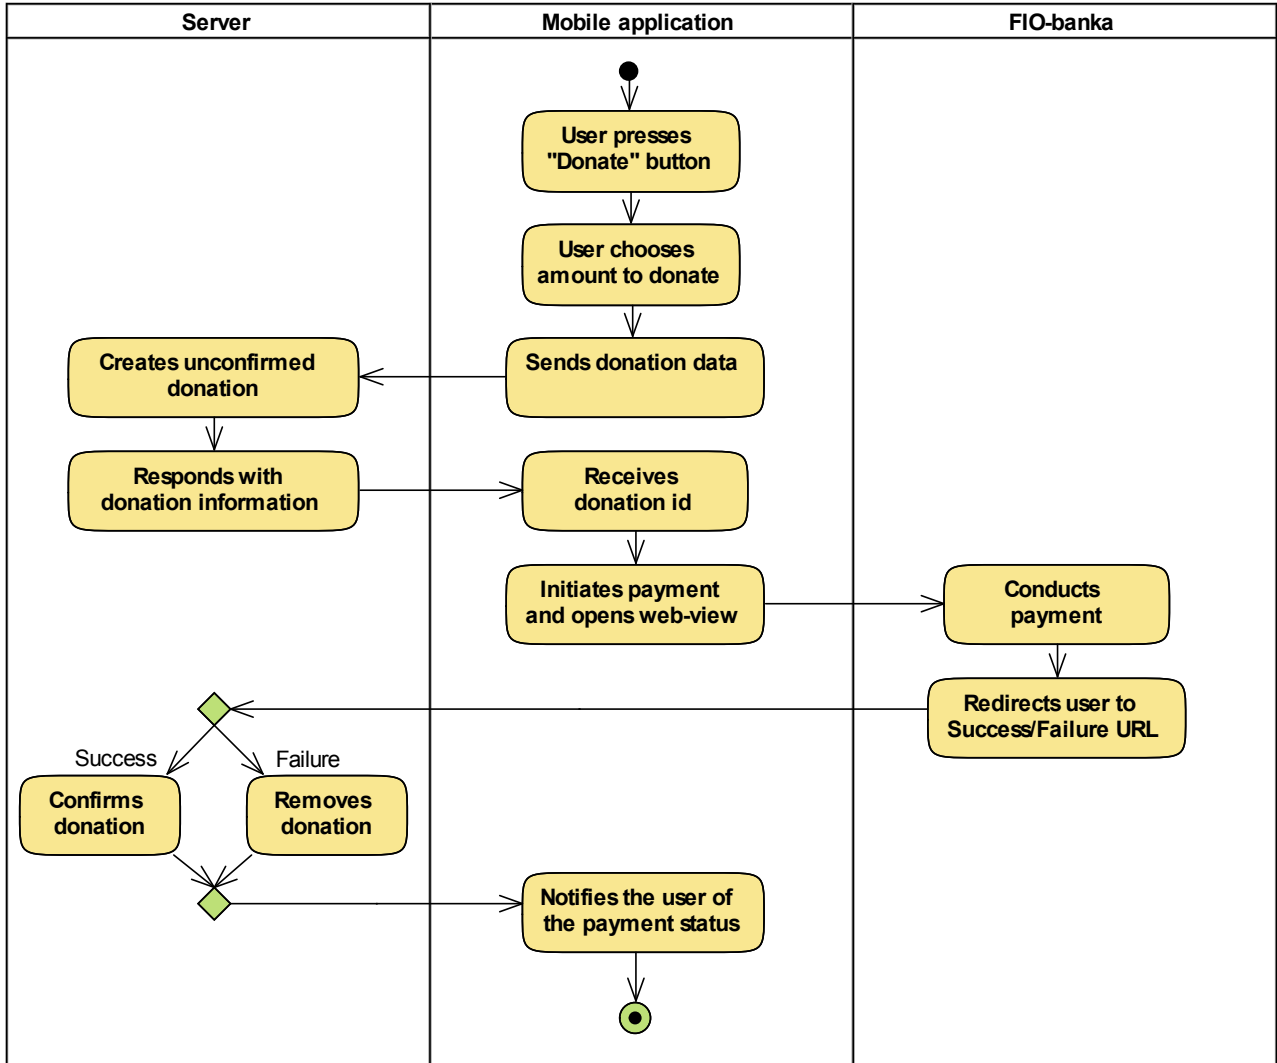 Server
Mobile application
FIO-banka
User presses
"Donate" button
User chooses
amount to donate
Creates unconfirmed
donation
Sends donation data
Responds with
donation information
Receives
donation id
Initiates payment
and opens web-view
Conducts
payment
Redirects user to
Success/Failure URL
Success
Failure
Confirms
donation
Removes
donation
Notifies the user of
the payment status